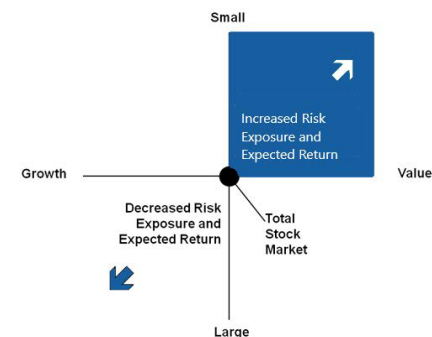 Small
Increased Risk
Exposure and
Expected Return
Growth
Value
Decreased Risk
Exposure and
Expected Return
Total
Stock
Market
Large